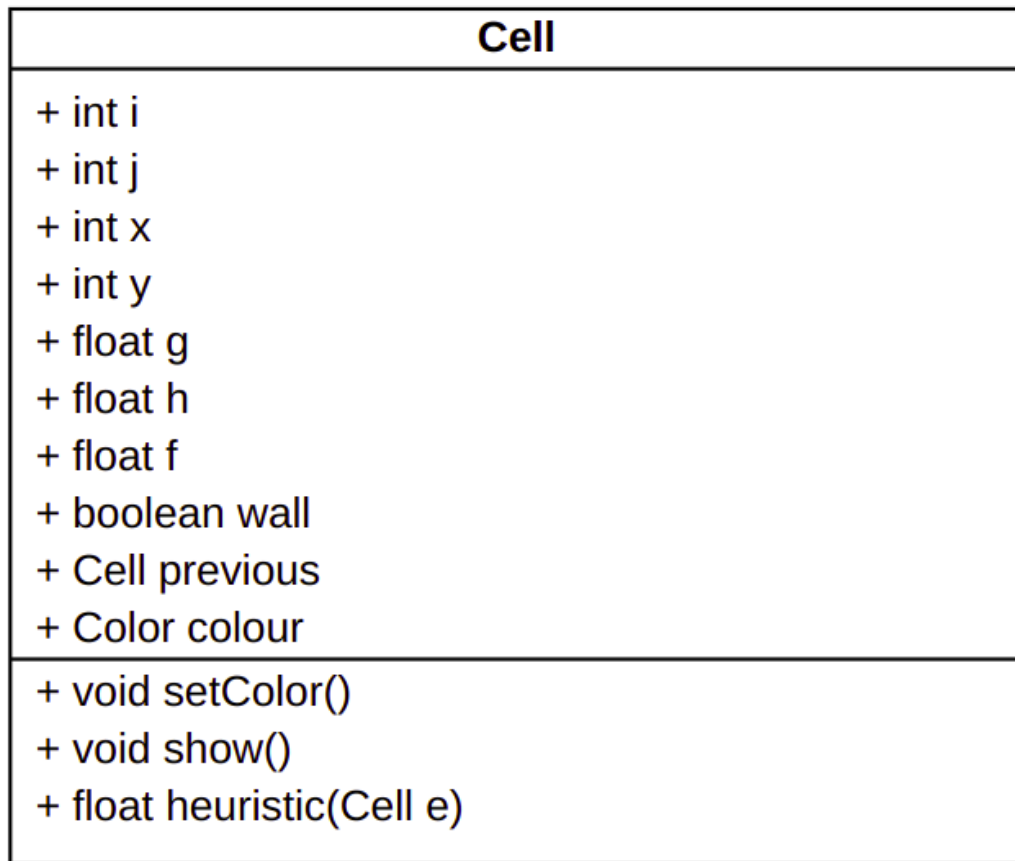 Cell
+ int i
+ int j
+ int x
+ int y
+ float g
+ float h
+ float f
+ boolean wall
+ Cell previous
+ Color colour
+ void setColor()
+ void show()
+ float heuristic(Cell e)